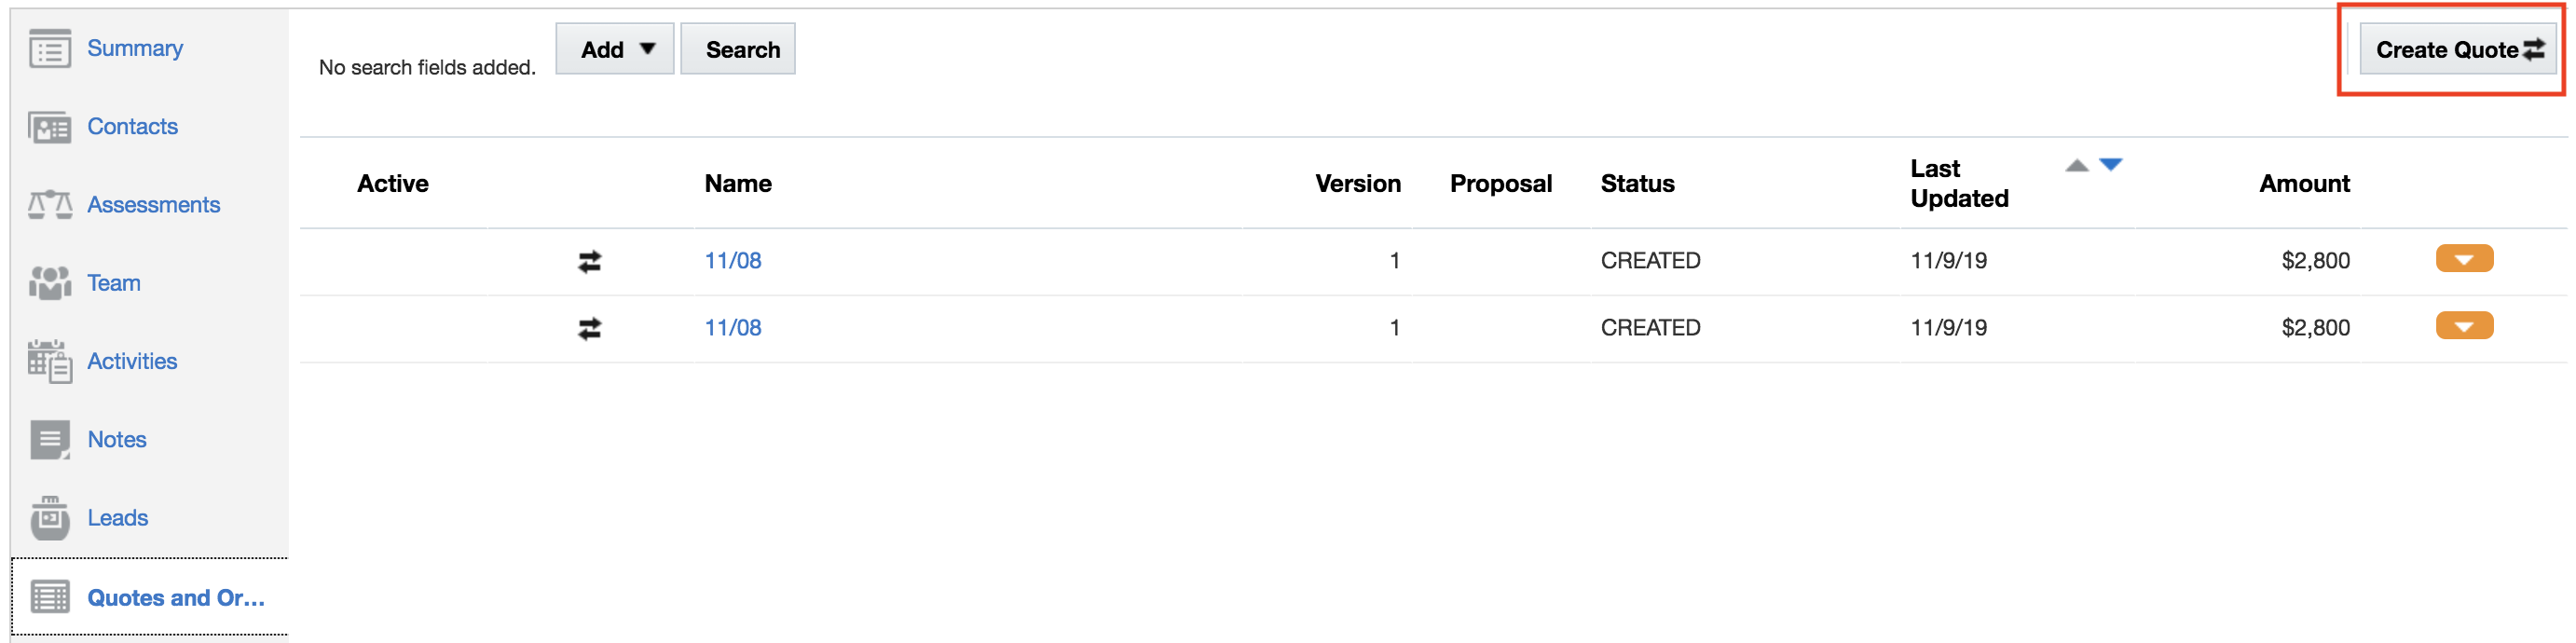 Summary
Contacts
Assessments
Team
Activities
Notes
Leads
Quotes and Or...
No search fields added.
Add
Search
Create Quote
Active Name Version Proposal Status Last Updated Amount
11/08 1 CREATED 11/9/19 $2,800
11/08 1 CREATED 11/9/19 $2,800